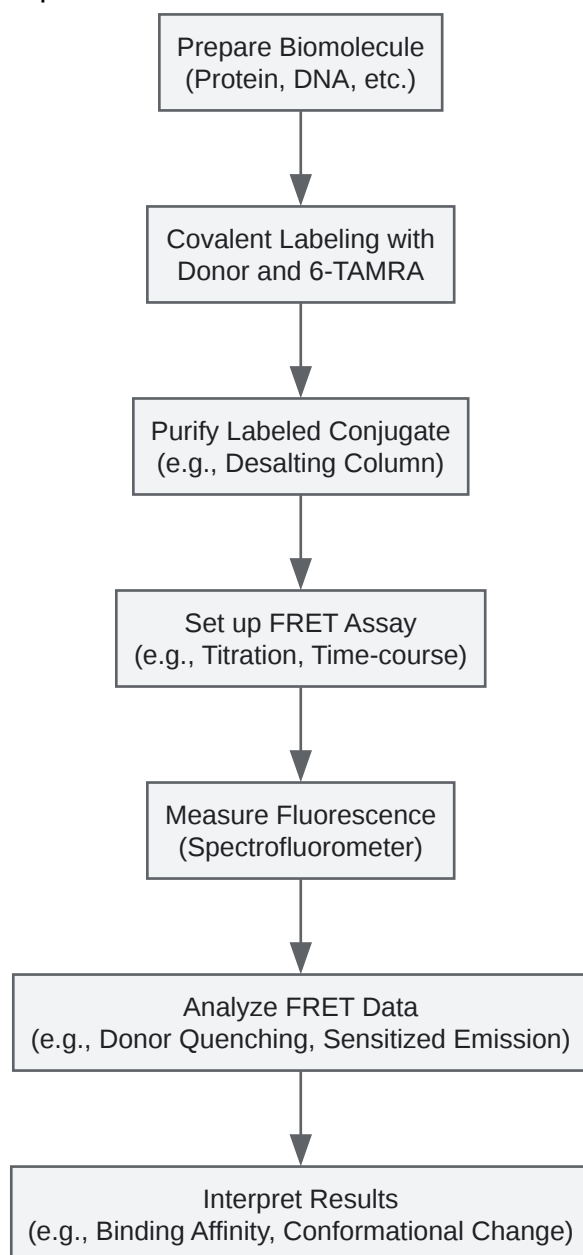 Prepare Biomolecule
(Protein, DNA, etc.)
Covalent Labeling with
Donor and 6-TAMRA
Purify Labeled Conjugate
(e.g., Desalting Column)
Set up FRET Assay
(e.g., Titration, Time-course)
Measure Fluorescence
(Spectrofluorometer)
Analyze FRET Data
(e.g., Donor Quenching, Sensitized Emission)
Interpret Results
(e.g., Binding Affinity, Conformational Change)